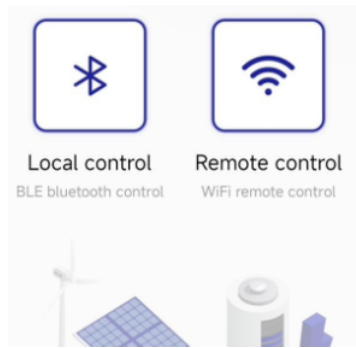 Local control
BLE bluetooth control
Remote control
WiFi remote control